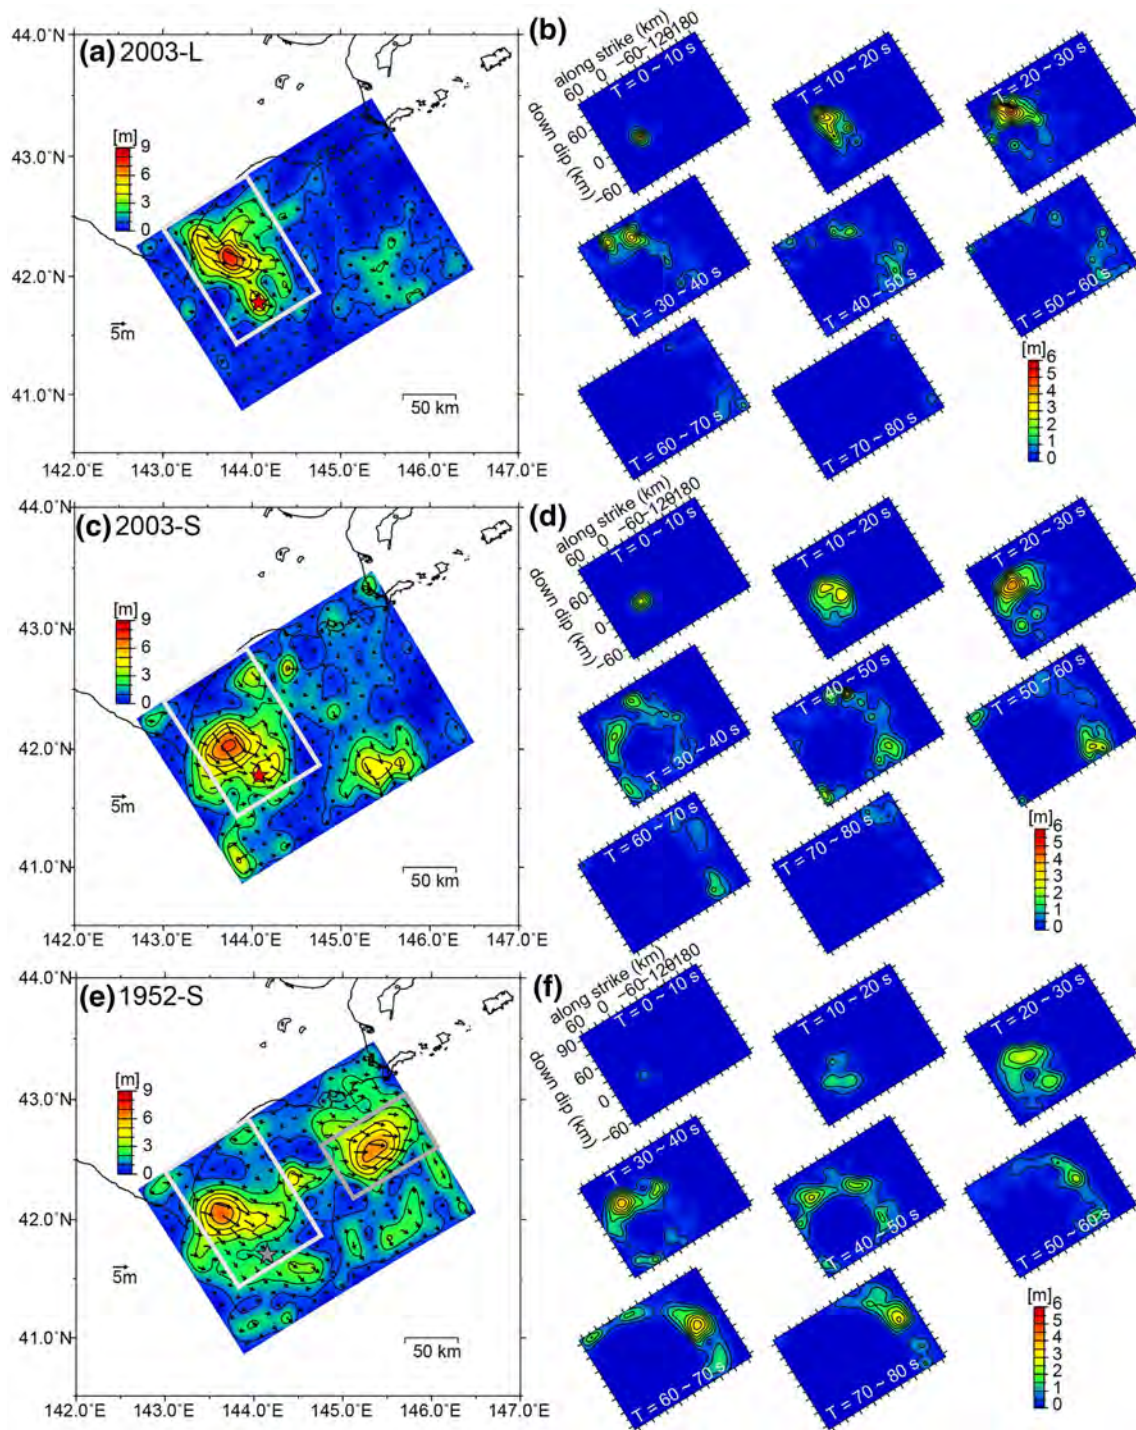 (a) 2003-L
44.0˚N
43.0˚N
42.0˚N
41.0˚N
[m]
9
6
3
0
5m
50 km
142.0˚E 143.0˚E 144.0˚E 145.0˚E 146.0˚E 147.0˚E
(b)
along strike (km)
60 0 −60−120−180
down dip (km)
60
0
−60
T = 0 ~ 10 s
T = 10 ~ 20 s
T = 20 ~ 30 s
T = 30 ~ 40 s
T = 40 ~ 50 s
T = 50 ~ 60 s
T = 60 ~ 70 s
T = 70 ~ 80 s
[m]
6
5
4
3
2
1
0
(c) 2003-S
44.0˚N
43.0˚N
42.0˚N
41.0˚N
[m]
9
6
3
0
5m
50 km
142.0˚E 143.0˚E 144.0˚E 145.0˚E 146.0˚E 147.0˚E
(d)
along strike (km)
60 0 −60−120−180
down dip (km)
60
0
−60
T = 0 ~ 10 s
T = 10 ~ 20 s
T = 20 ~ 30 s
T = 30 ~ 40 s
T = 40 ~ 50 s
T = 50 ~ 60 s
T = 60 ~ 70 s
T = 70 ~ 80 s
[m]
6
5
4
3
2
1
0
(e) 1952-S
44.0˚N
43.0˚N
42.0˚N
41.0˚N
[m]
9
6
3
0
5m
50 km
142.0˚E 143.0˚E 144.0˚E 145.0˚E 146.0˚E 147.0˚E
(f)
along strike (km)
60 0 −60−120−180
down dip (km)
90
60
0
−60
T = 0 ~ 10 s
T = 10 ~ 20 s
T = 20 ~ 30 s
T = 30 ~ 40 s
T = 40 ~ 50 s
T = 50 ~ 60 s
T = 60 ~ 70 s
T = 70 ~ 80 s
[m]
6
5
4
3
2
1
0